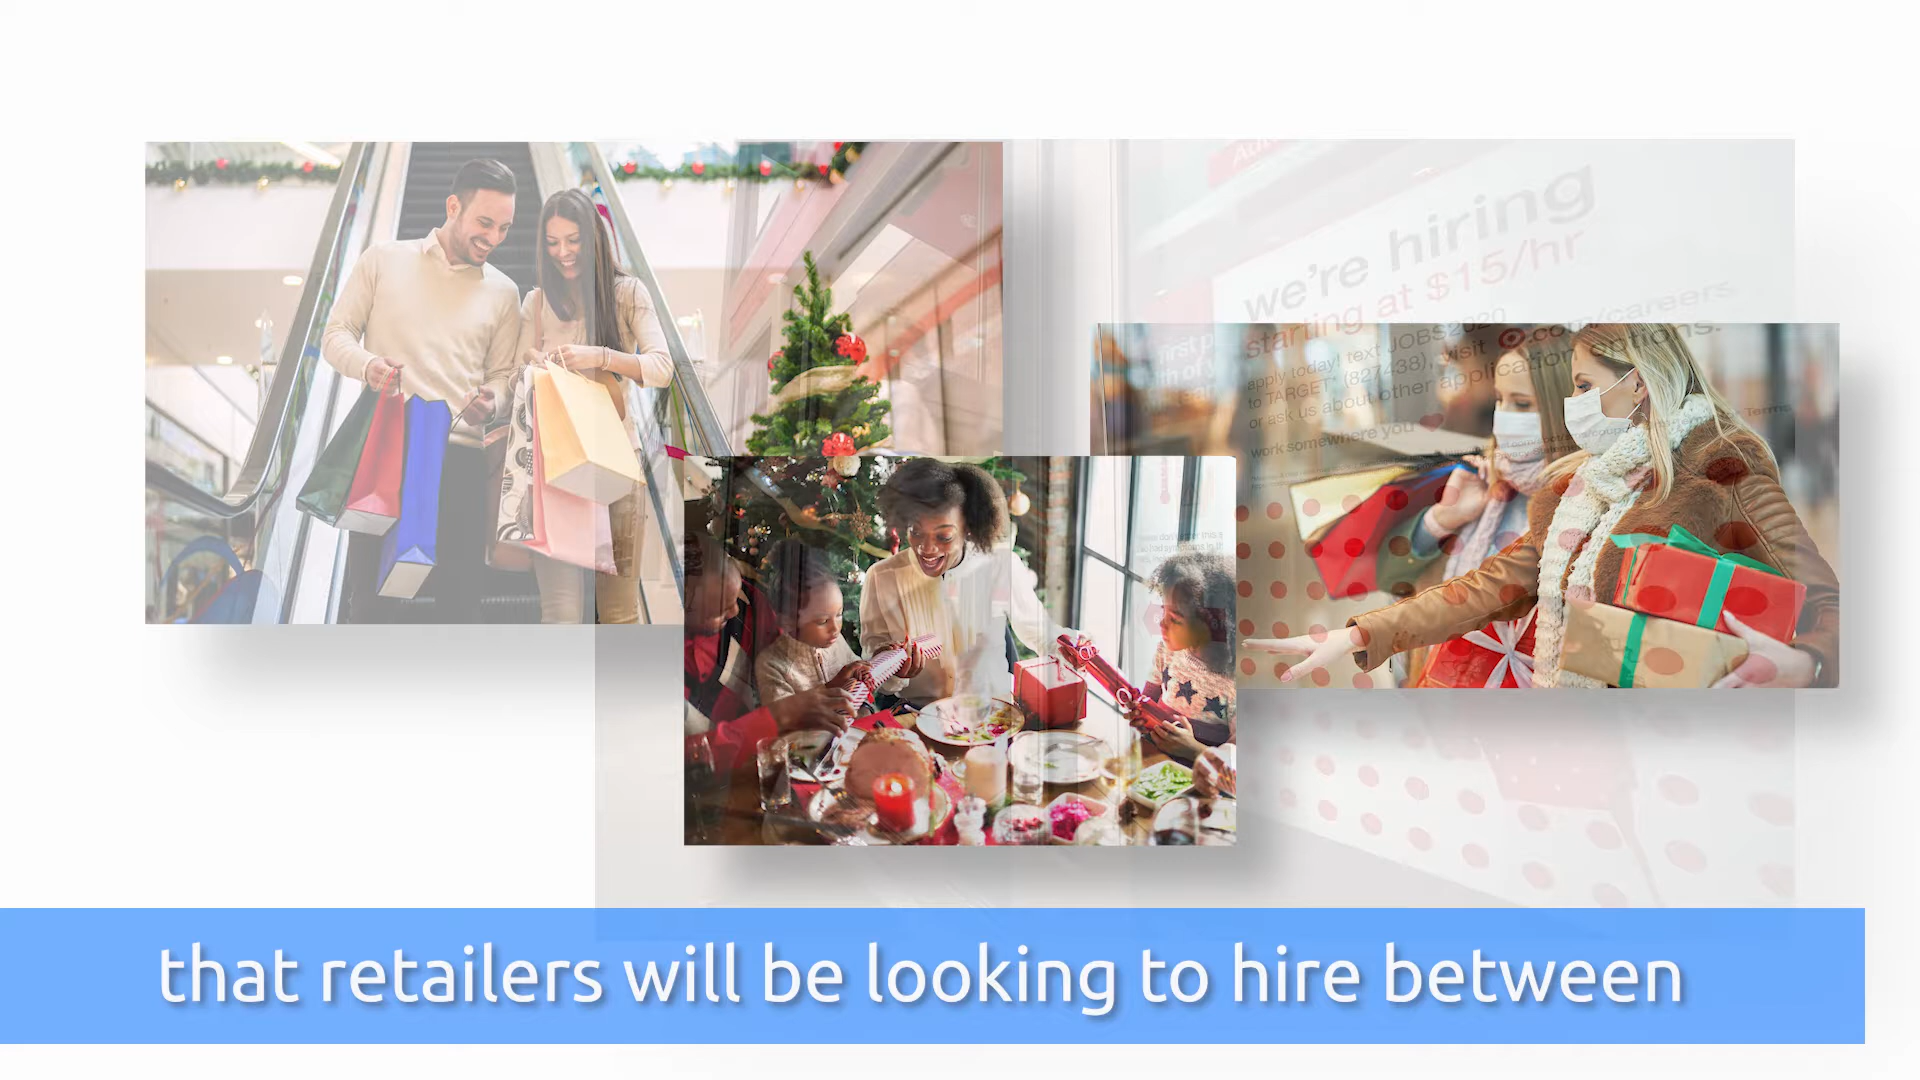 we're hiring
starting at $15/hr
apply today! text JOBS2020
to TARGET* (827438), visit .com/careers
or ask us about other application options.
work somewhere you
that retailers will be looking to hire between